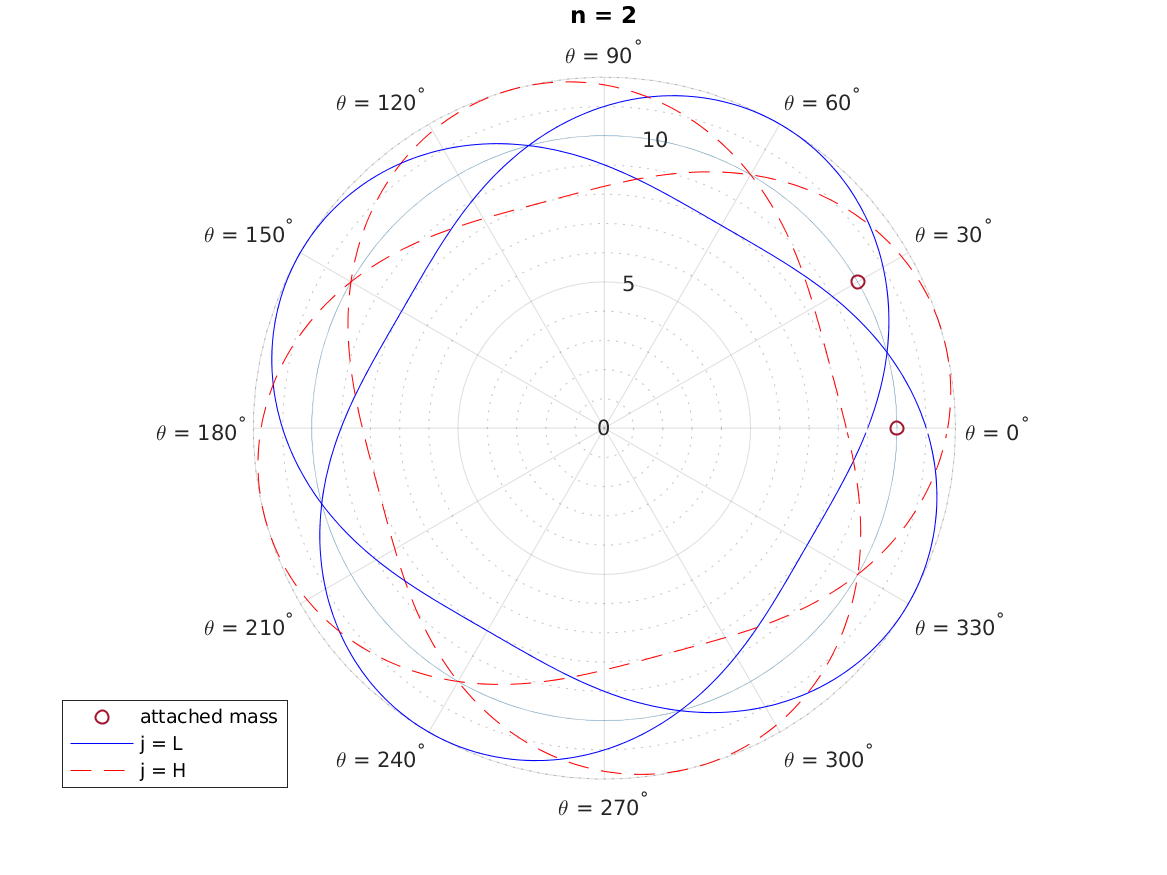 n = 2
θ = 90°
θ = 120°
θ = 60°
10
θ = 150°
θ = 30°
5
θ = 180°
0
θ = 0°
θ = 210°
θ = 330°
attached mass
j = L
j = H
θ = 240°
θ = 300°
θ = 270°